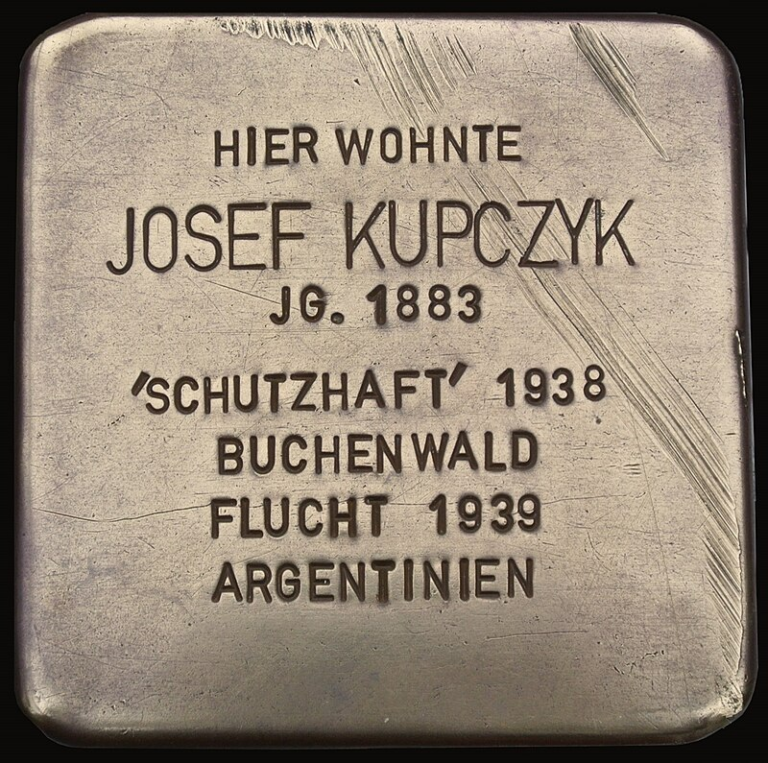 HIER WOHNTE
JOSEF KUPCZYK
JG. 1883
'SCHUTZHAFT' 1938
BUCHENWALD
FLUCHT 1939
ARGENTINIEN